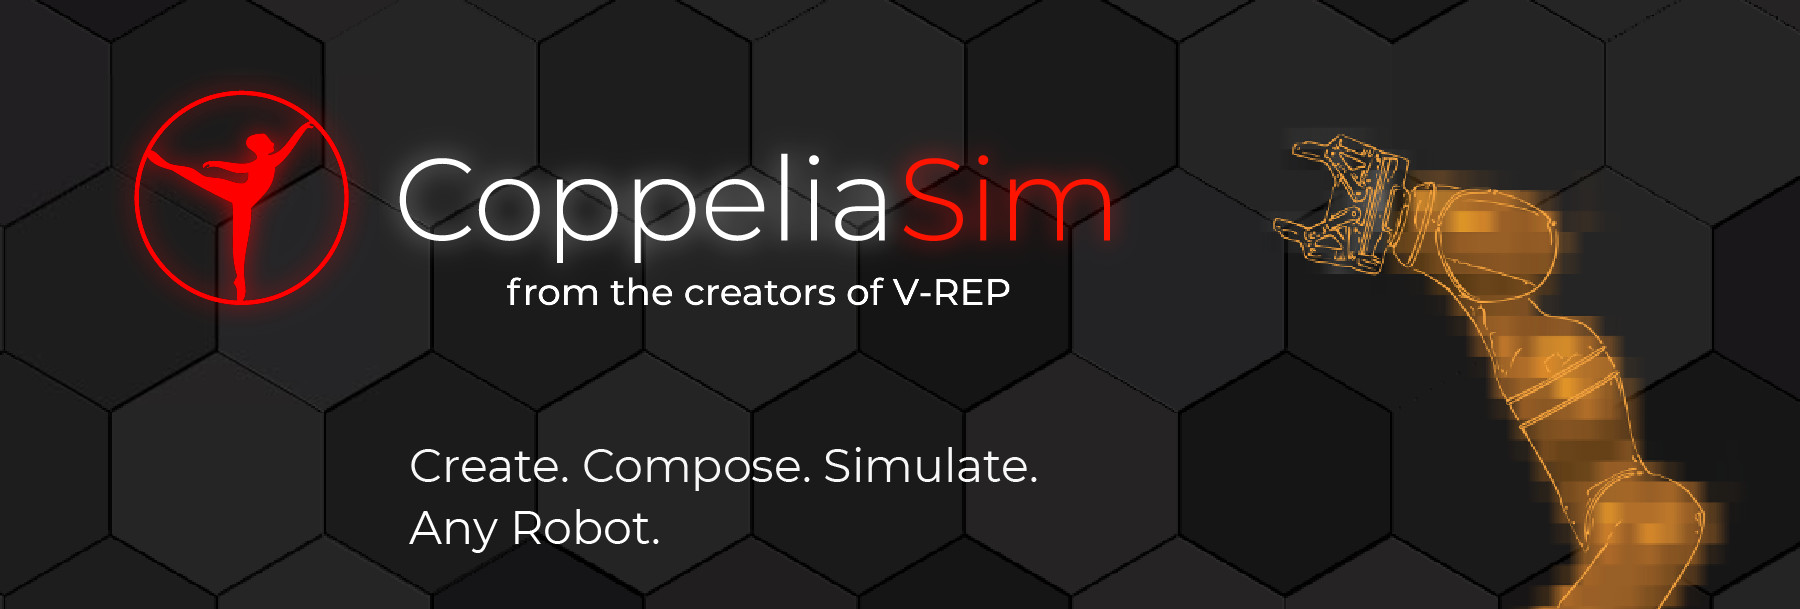 CoppeliaSim
from the creators of V-REP
Create. Compose. Simulate.
Any Robot.